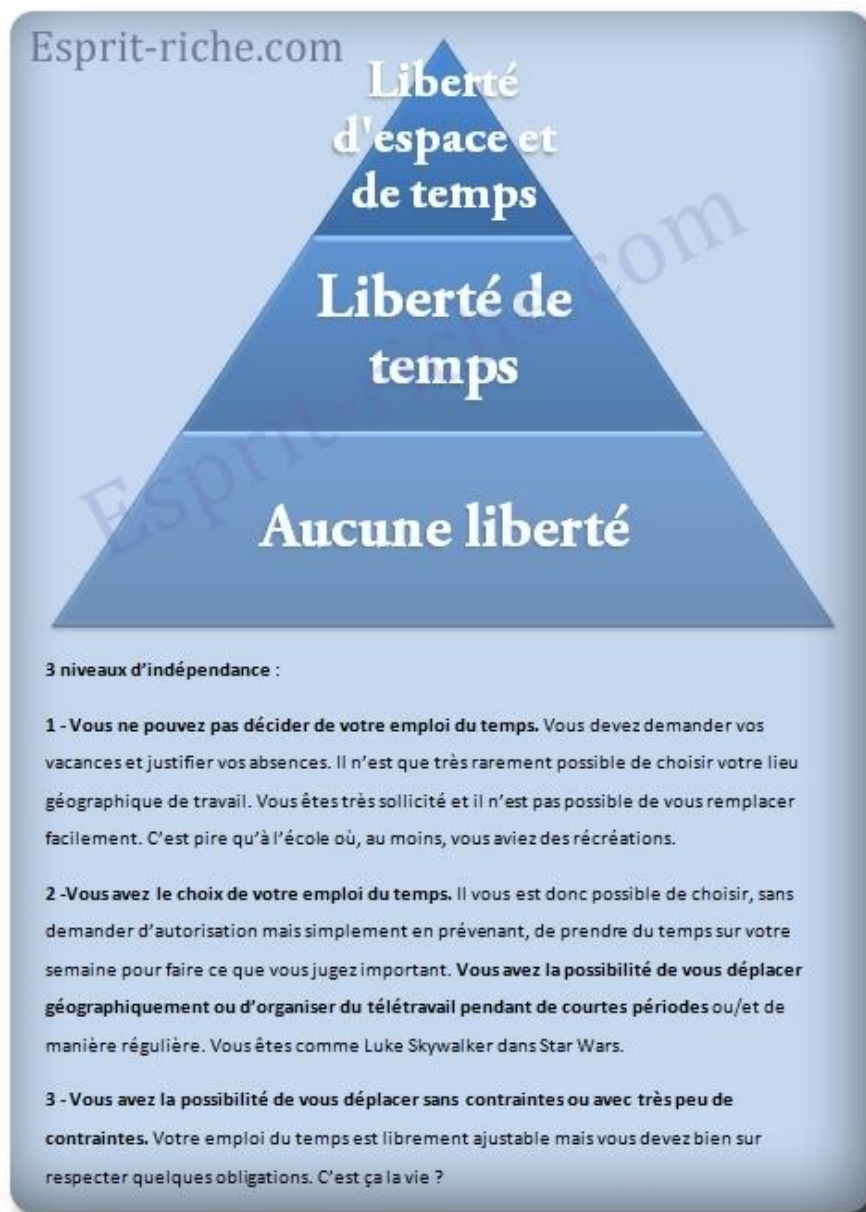 Esprit-riche.com
Liberté
d'espace et
de temps
Liberté de
temps
Aucune liberté
Esprit-riche.com
3 niveaux d’indépendance :
1 - Vous ne pouvez pas décider de votre emploi du temps. Vous devez demander vos
vacances et justifier vos absences. Il n’est que très rarement possible de choisir votre lieu
géographique de travail. Vous êtes très sollicité et il n’est pas possible de vous remplacer
facilement. C’est pire qu’à l’école où, au moins, vous aviez des récréations.
2 -Vous avez le choix de votre emploi du temps. Il vous est donc possible de choisir, sans
demander d’autorisation mais simplement en prévenant, de prendre du temps sur votre
semaine pour faire ce que vous jugez important. Vous avez la possibilité de vous déplacer
géographiquement ou d’organiser du télétravail pendant de courtes périodes ou/et de
manière régulière. Vous êtes comme Luke Skywalker dans Star Wars.
3 - Vous avez la possibilité de vous déplacer sans contraintes ou avec très peu de
contraintes. Votre emploi du temps est librement ajustable mais vous devez bien sur
respecter quelques obligations. C’est ça la vie ?